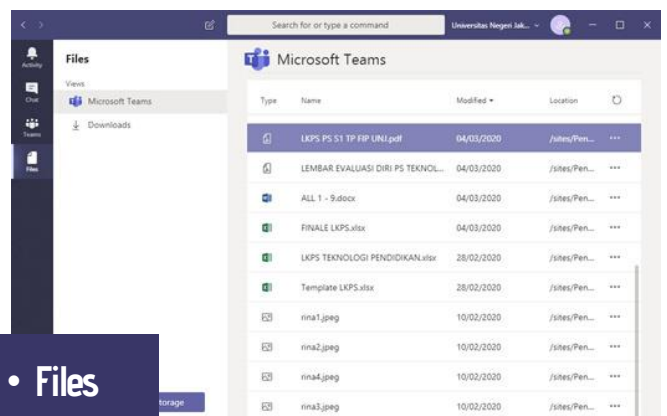 Search for or type a command
Universitas Negeri Jak...
Activity
Chat
Teams
Files
Files
Views
Microsoft Teams
Downloads
Microsoft Teams
Type Name Modified Location
LKPS PS S1 TP FIP UNJ.pdf 04/03/2020 /sites/Pen... ...
LEMBAR EVALUASI DIRI PS TEKNOL... 04/03/2020 /sites/Pen... ...
ALL 1 - 9.docx 04/03/2020 /sites/Pen... ...
FINALE LKPS.xlsx 04/03/2020 /sites/Pen... ...
LKPS TEKNOLOGI PENDIDIKAN.xlsx 28/02/2020 /sites/Pen... ...
Template LKPS.xlsx 28/02/2020 /sites/Pen... ...
rina1.jpeg 10/02/2020 /sites/Pen... ...
rina2.jpeg 10/02/2020 /sites/Pen... ...
rina4.jpeg 10/02/2020 /sites/Pen... ...
rina3.jpeg 10/02/2020 /sites/Pen... ...
• Files
torage